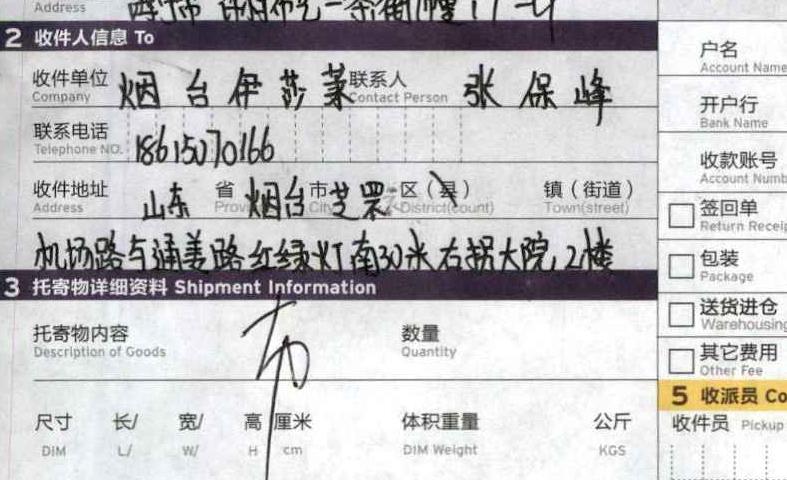 Address
2 收件人信息 To
收件单位 烟台伊莎莱 联系人 张保峰
Company Contact Person
户名
Account Name
联系电话 18615070166
Telephone NO.
开户行
Bank Name
收款账号
Account Numb
收件地址 山东 省 烟台 市 芝罘 区（县） 镇（街道）
Address Provi City District(count) Town(street)
签回单
Return Receip
机场路与通姜路红绿灯南30米右拐大院,2楼
包装
Package
3 托寄物详细资料 Shipment Information
送货进仓
Warehousing
托寄物内容 布 数量
Description of Goods Quantity
其它费用
Other Fee
5 收派员 Co
尺寸 长/ 宽/ 高 厘米 体积重量 公斤
DIM L/ W/ H cm DIM Weight KGS
收件员 Pickup